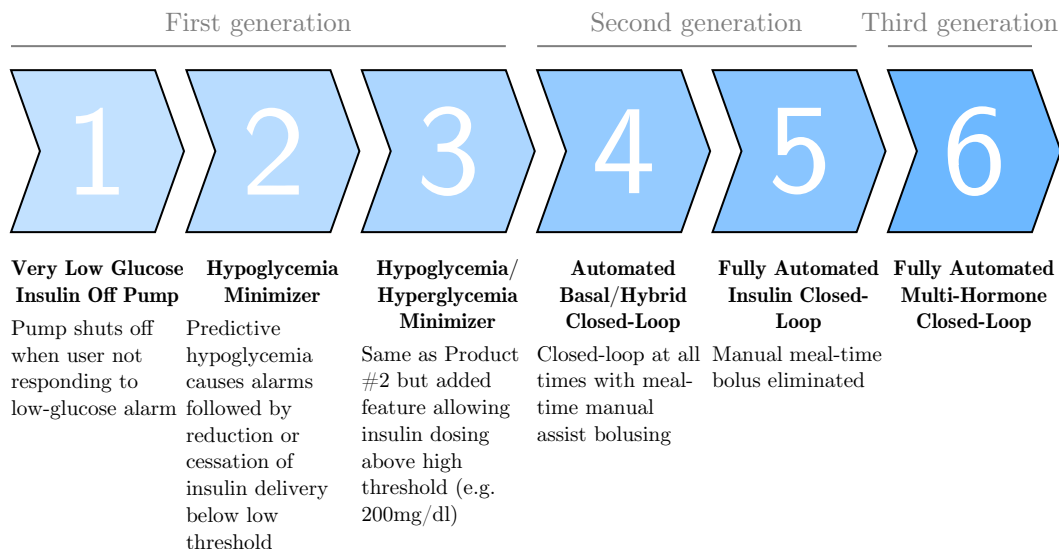 First generation
Second generation
Third generation
1
2
3
4
5
6
Very Low Glucose
Insulin Off Pump
Pump shuts off
when user not
responding to
low-glucose alarm
Hypoglycemia
Minimizer
Predictive
hypoglycemia
causes alarms
followed by
reduction or
cessation of
insulin delivery
below low
threshold
Hypoglycemia/
Hyperglycemia
Minimizer
Same as Product
#2 but added
feature allowing
insulin dosing
above high
threshold (e.g.
200mg/dl)
Automated
Basal/Hybrid
Closed-Loop
Closed-loop at all
times with meal-
time manual
assist bolusing
Fully Automated
Insulin Closed-
Loop
Manual meal-time
bolus eliminated
Fully Automated
Multi-Hormone
Closed-Loop